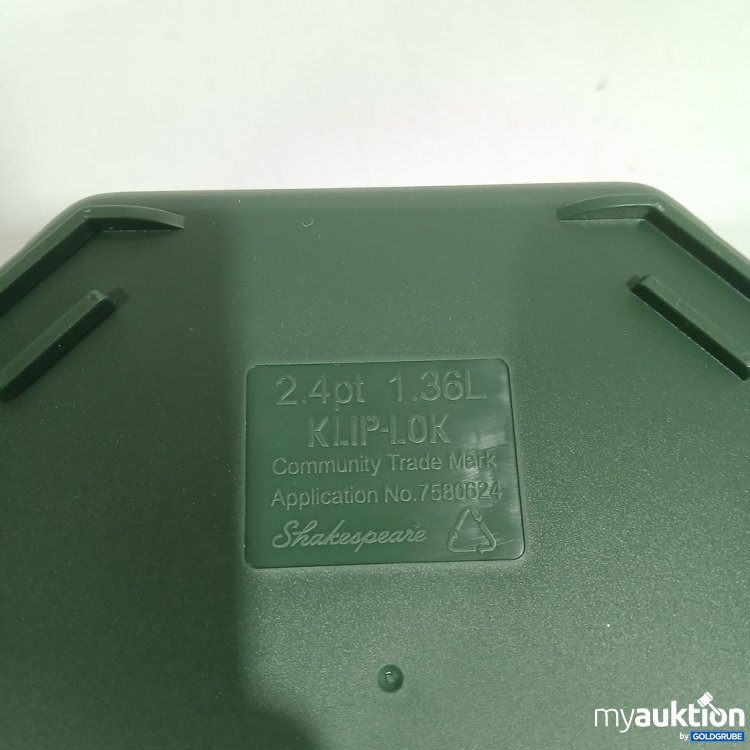 2.4pt 1.36L
KLIP-LOK
Community Trade Mark
Application No.7580624
Shakespeare
myauktion
by GOLDGRUBE